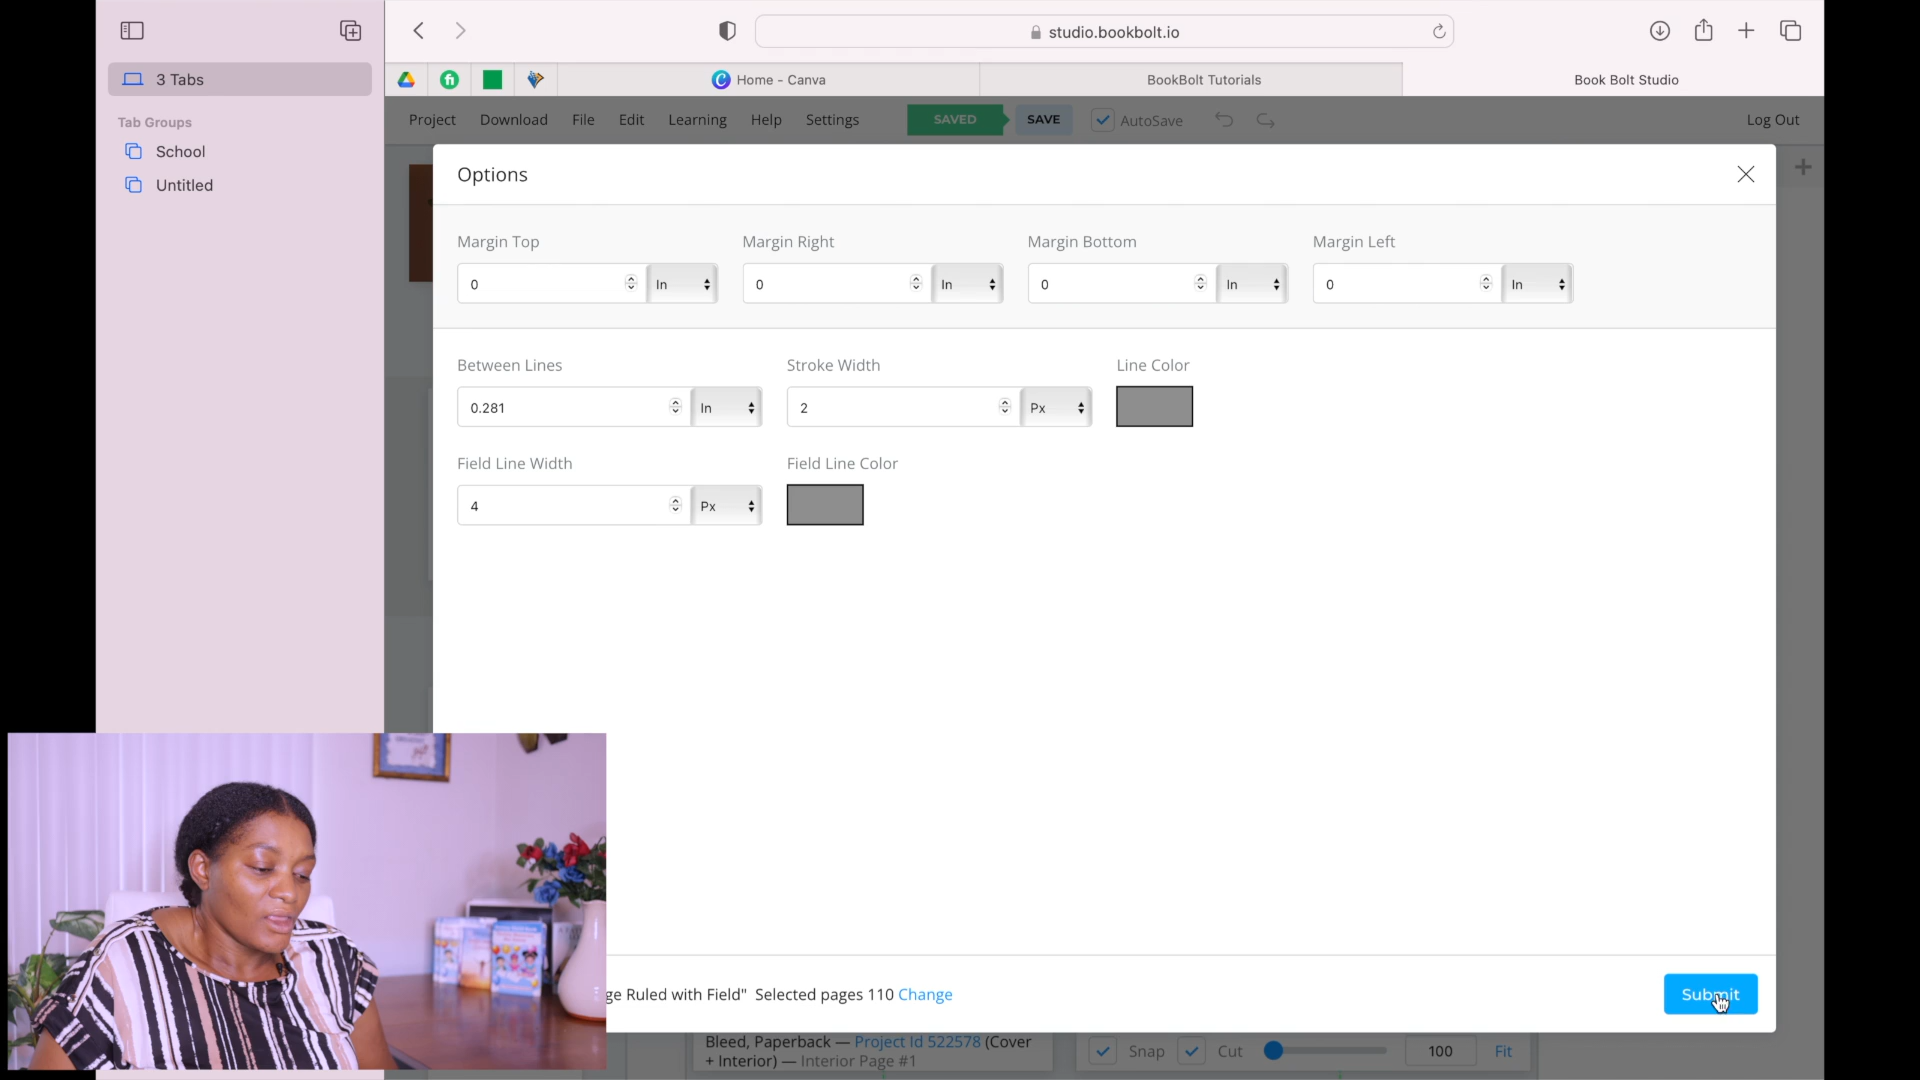 studio.bookbolt.io
3 Tabs
Home - Canva
BookBolt Tutorials
Book Bolt Studio
Tab Groups
School
Untitled
Project
Download
File
Edit
Learning
Help
Settings
SAVED
SAVE
AutoSave
Log Out
Options
Margin Top
Margin Right
Margin Bottom
Margin Left
0 In
0 In
0 In
0 In
Between Lines
Stroke Width
Line Color
0.281 In
2 Px
Field Line Width
Field Line Color
4 Px
ge Ruled with Field" Selected pages 110 Change
Submit
Bleed, Paperback — Project Id 522578 (Cover
+ Interior) — Interior Page #1
Snap
Cut
100
Fit